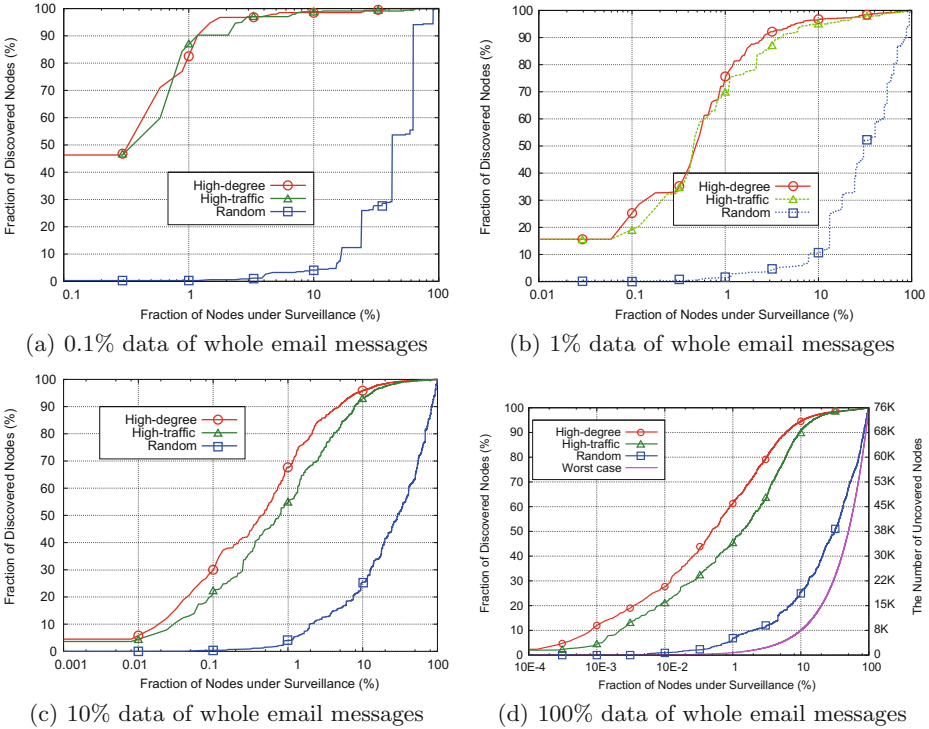 100
90
80
70
60
50
40
30
20
10
0
Fraction of Discovered Nodes (%)
High-degree
High-traffic
Random
0.1 1 10 100
Fraction of Nodes under Surveillance (%)
(a) 0.1% data of whole email messages
100
90
80
70
60
50
40
30
20
10
0
Fraction of Discovered Nodes (%)
High-degree
High-traffic
Random
0.01 0.1 1 10 100
Fraction of Nodes under Surveillance (%)
(b) 1% data of whole email messages
100
90
80
70
60
50
40
30
20
10
0
Fraction of Discovered Nodes (%)
High-degree
High-traffic
Random
0.001 0.01 0.1 1 10 100
Fraction of Nodes under Surveillance (%)
(c) 10% data of whole email messages
100
90
80
70
60
50
40
30
20
10
0
Fraction of Discovered Nodes (%)
High-degree
High-traffic
Random
Worst case
76K
68K
60K
53K
45K
38K
30K
22K
15K
8K
0
The Number of Uncovered Nodes
10E-4 10E-3 10E-2 1 10 100
Fraction of Nodes under Surveillance (%)
(d) 100% data of whole email messages